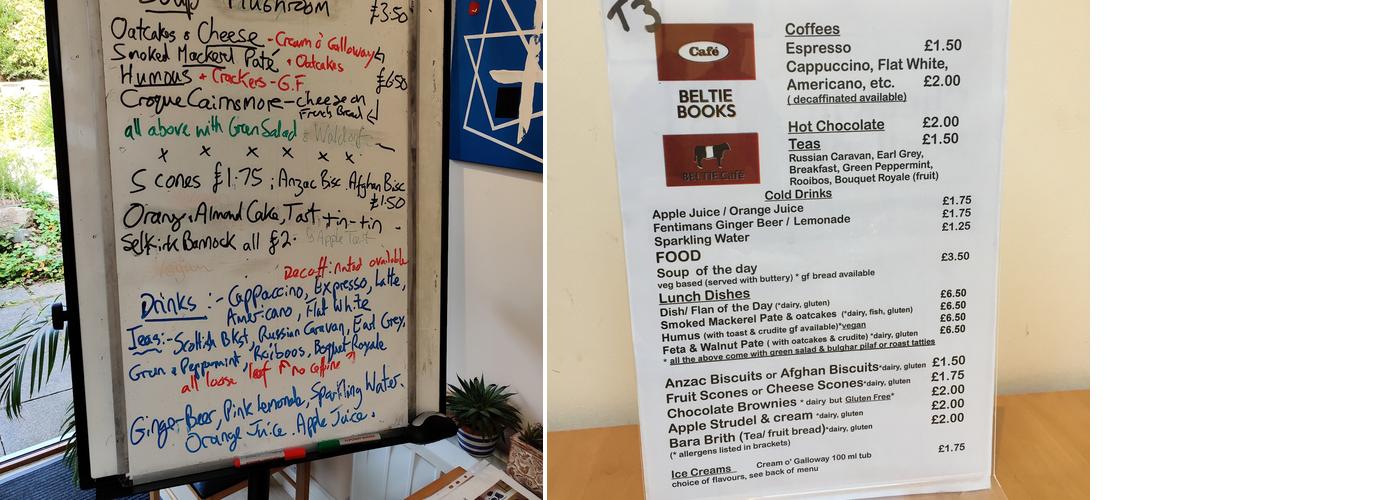 Soup Mushroom £3.50
Oatcakes & Cheese - Cream o' Galloway
Smoked Mackerl Paté + Oatcakes
Humous + Crackers - G.F. £6.50
Croque Cairnsmore - cheese on
French Bread
all above with Green Salad
x x x x x x
Scones £1.75; Anzac Bisc. Afghan Bisc
£1.50
Orange, Almond Cake, Tart tin-tin
Selkirk Bannock all £2.
Vegan
Decaffinated available
Drinks :- Cappaccino, Expresso, Latte,
Americano, Flat White
Teas:- Scottish Bkst, Russian Caravan, Earl Grey,
Green, Peppermint, Roiboos, Boquet Royale
all loose leaf no caffine
Ginger Beer, Pink Lemonade, Sparkling Water.
Orange Juice. Apple Juice.
T3
Café
BELTIE
BOOKS
BELTIE Café
Coffees
Espresso £1.50
Cappuccino, Flat White,
Americano, etc. £2.00
( decaffinated available)
Hot Chocolate £2.00
Teas £1.50
Russian Caravan, Earl Grey,
Breakfast, Green Peppermint,
Rooibos, Bouquet Royale (fruit)
Cold Drinks
Apple Juice / Orange Juice £1.75
Fentimans Ginger Beer / Lemonade £1.75
Sparkling Water £1.25
FOOD
Soup of the day £3.50
veg based (served with buttery) * gf bread available
Lunch Dishes
Dish/ Flan of the Day (*dairy, gluten) £6.50
Smoked Mackerel Pate & oatcakes (*dairy, fish, gluten) £6.50
Humus (with toast & crudite gf available)*vegan £6.50
Feta & Walnut Pate ( with oatcakes & crudite) *dairy, gluten £6.50
* all the above come with green salad & bulghar pilaf or roast tatties
Anzac Biscuits or Afghan Biscuits*dairy, gluten £1.50
Fruit Scones or Cheese Scones*dairy, gluten £1.75
Chocolate Brownies * dairy but Gluten Free* £2.00
Apple Strudel & cream *dairy, gluten £2.00
Bara Brith (Tea/ fruit bread)*dairy, gluten £2.00
(* allergens listed in brackets)
Ice Creams Cream o' Galloway 100 ml tub £1.75
choice of flavours, see back of menu